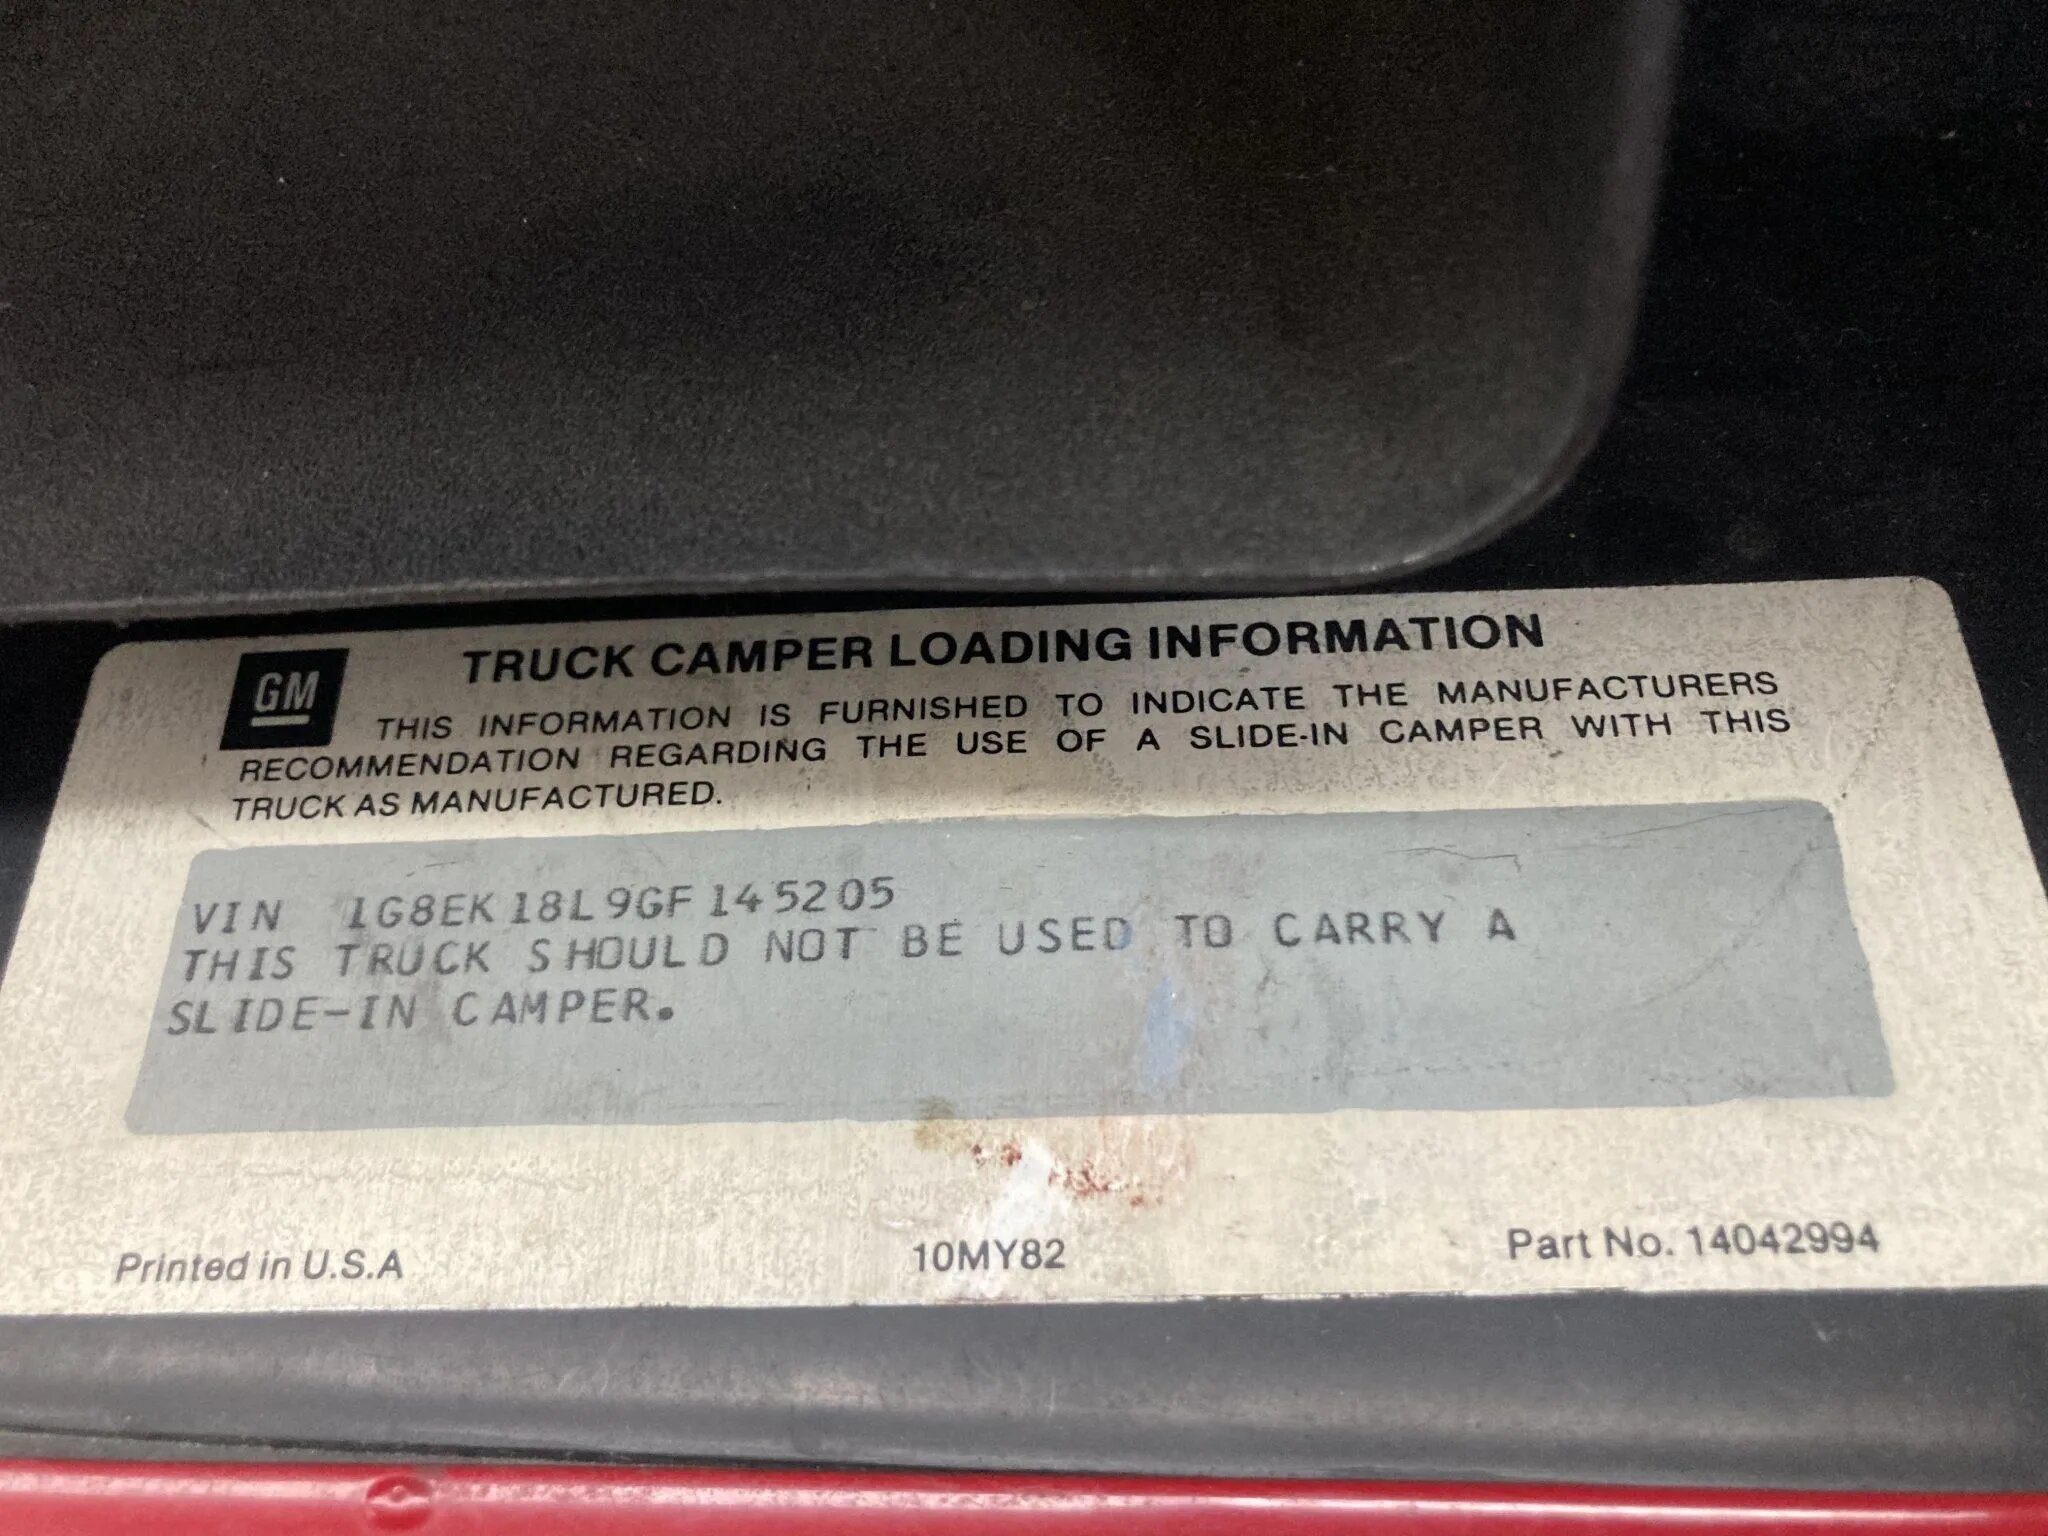 GM
TRUCK CAMPER LOADING INFORMATION
THIS INFORMATION IS FURNISHED TO INDICATE THE MANUFACTURERS
RECOMMENDATION REGARDING THE USE OF A SLIDE-IN CAMPER WITH THIS
TRUCK AS MANUFACTURED.
VIN 1G8EK18L9GF145205
THIS TRUCK SHOULD NOT BE USED TO CARRY A
SLIDE-IN CAMPER.
Printed in U.S.A 10MY82 Part No. 14042994